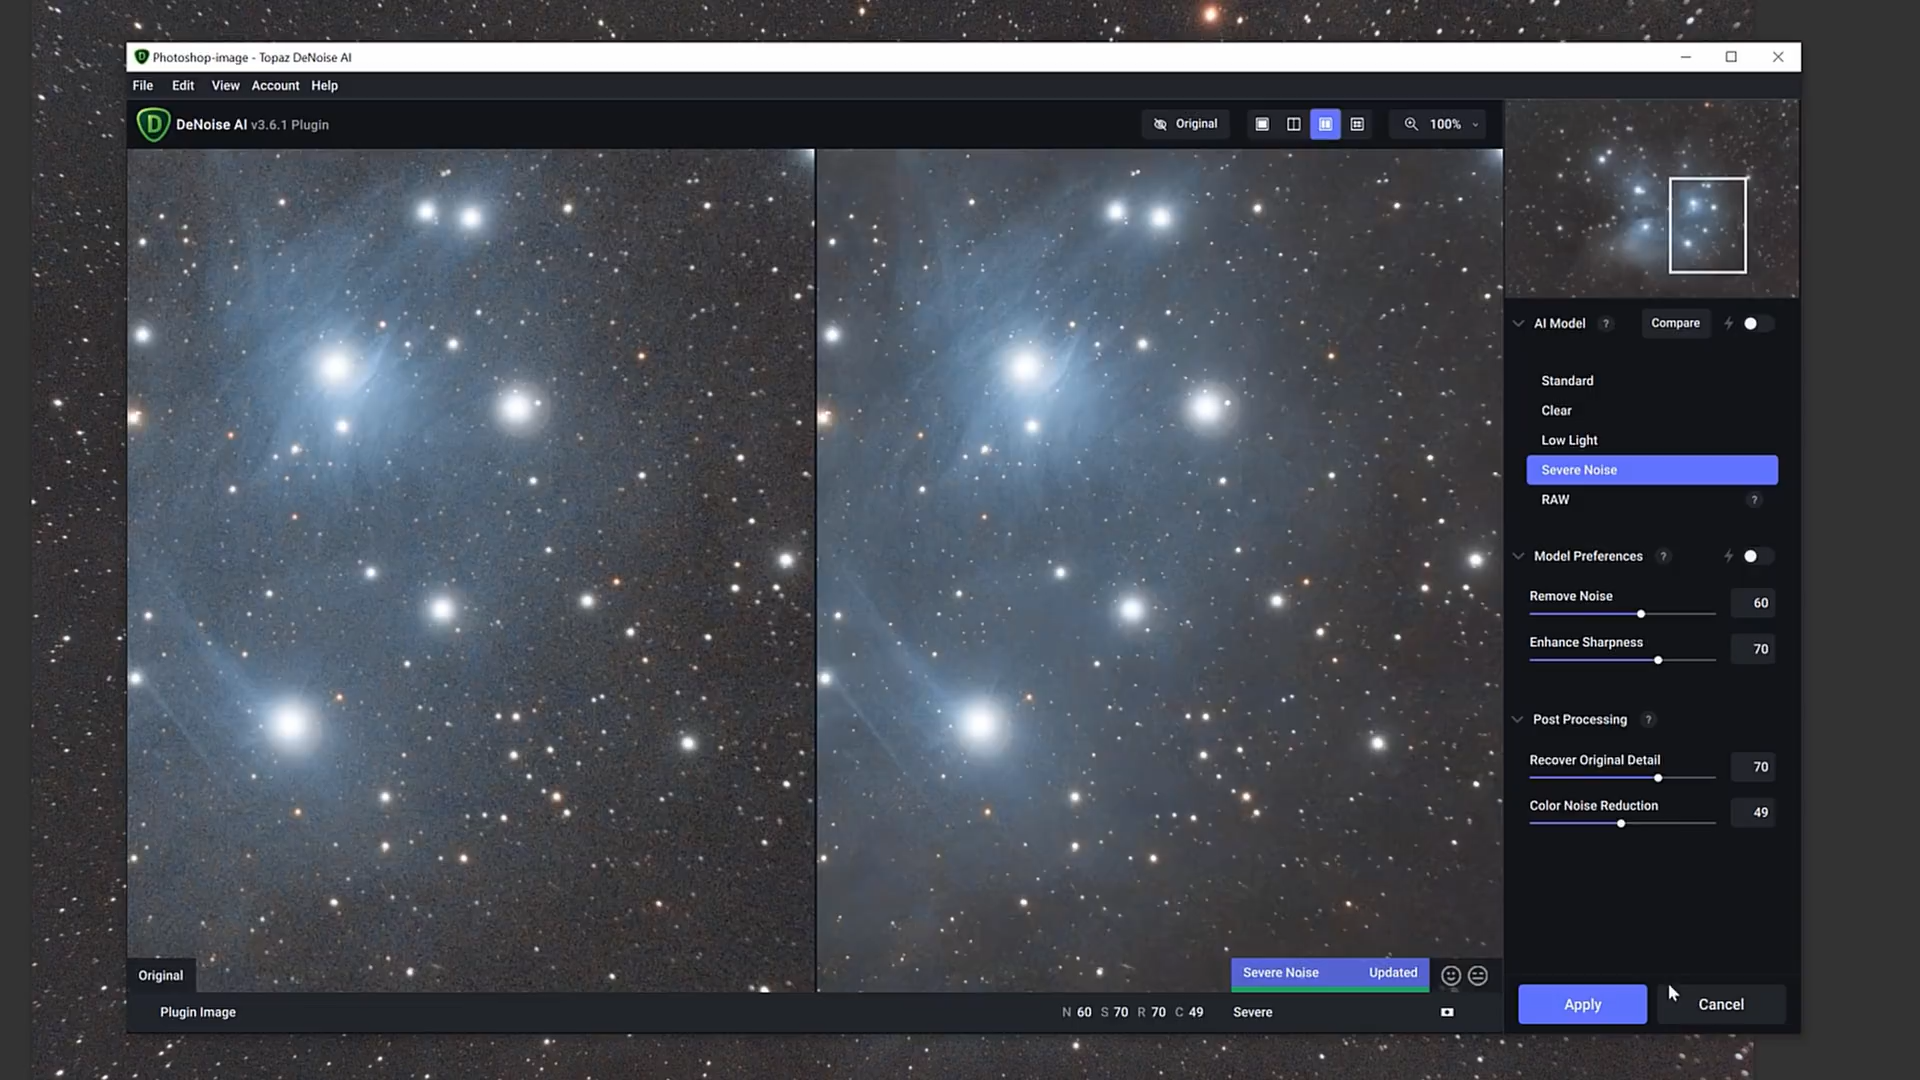 Photoshop-image - Topaz DeNoise AI
File Edit View Account Help
D DeNoise AI v3.6.1 Plugin
Original
100%
AI Model ? Compare
Standard
Clear
Low Light
Severe Noise
RAW ?
Model Preferences ?
Remove Noise 60
Enhance Sharpness 70
Post Processing ?
Recover Original Detail 70
Color Noise Reduction 49
Original
Severe Noise Updated
Plugin Image
N 60 S 70 R 70 C 49 Severe
Apply Cancel